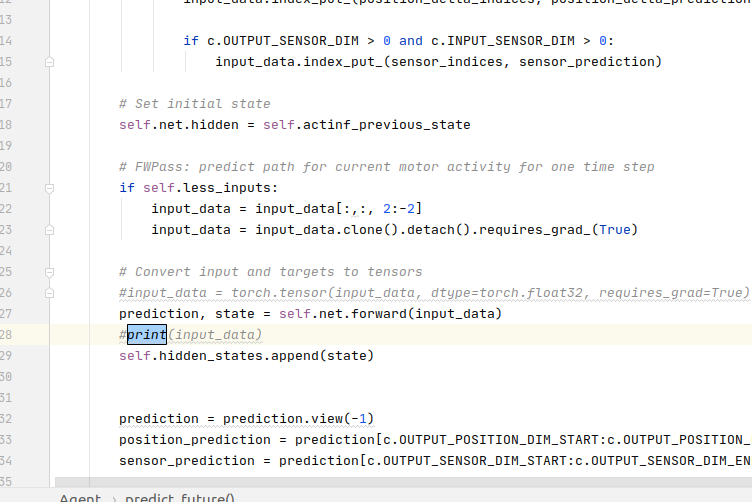 input_data.index_put_(position_delta_indices, position_delta_prediction
13
14 if c.OUTPUT_SENSOR_DIM > 0 and c.INPUT_SENSOR_DIM > 0:
15 input_data.index_put_(sensor_indices, sensor_prediction)
16
17 # Set initial state
18 self.net.hidden = self.actinf_previous_state
19
20 # FWPass: predict path for current motor activity for one time step
21 if self.less_inputs:
22 input_data = input_data[:,:, 2:-2]
23 input_data = input_data.clone().detach().requires_grad_(True)
24
25 # Convert input and targets to tensors
26 #input_data = torch.tensor(input_data, dtype=torch.float32, requires_grad=True)
27 prediction, state = self.net.forward(input_data)
28 #print(input_data)
29 self.hidden_states.append(state)
30
31
32 prediction = prediction.view(-1)
33 position_prediction = prediction[c.OUTPUT_POSITION_DIM_START:c.OUTPUT_POSITION_
34 sensor_prediction = prediction[c.OUTPUT_SENSOR_DIM_START:c.OUTPUT_SENSOR_DIM_EN
35
Agent › predict_future()